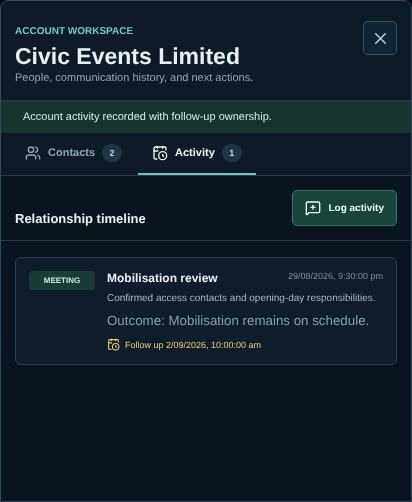 ACCOUNT WORKSPACE
Civic Events Limited
People, communication history, and next actions.
Account activity recorded with follow-up ownership.
Contacts 2 Activity 1
Relationship timeline
Log activity
MEETING
Mobilisation review 29/08/2026, 9:30:00 pm
Confirmed access contacts and opening-day responsibilities.
Outcome: Mobilisation remains on schedule.
Follow up 2/09/2026, 10:00:00 am